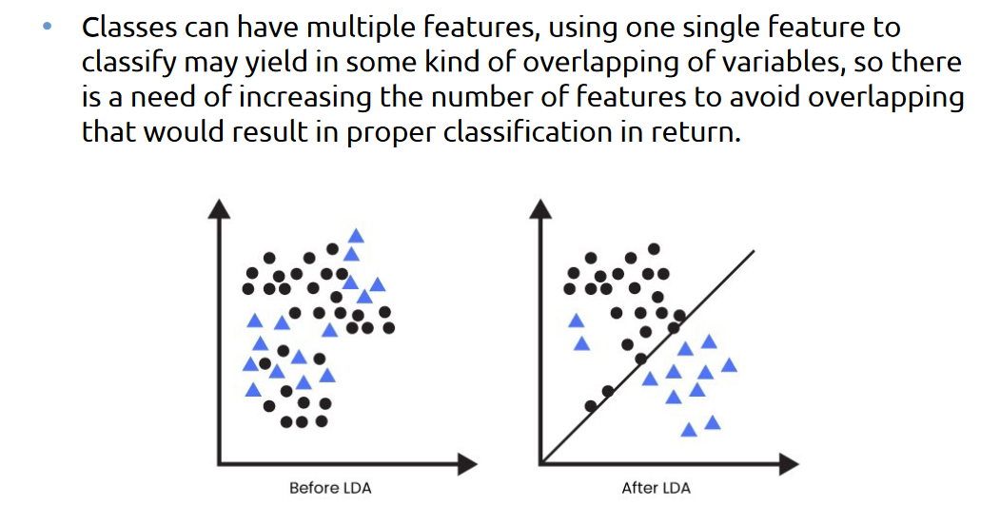 Classes can have multiple features, using one single feature to
classify may yield in some kind of overlapping of variables, so there
is a need of increasing the number of features to avoid overlapping
that would result in proper classification in return.
Before LDA
After LDA